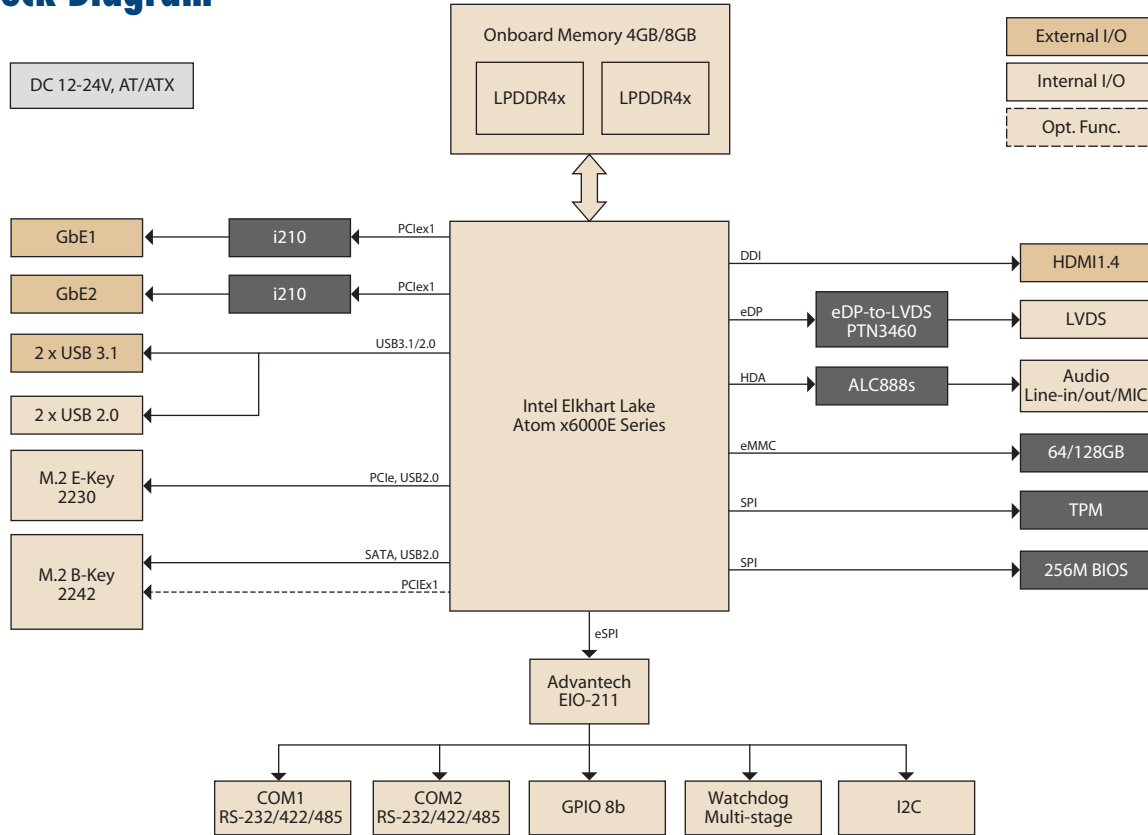 Diagram
Onboard Memory 4GB/8GB
LPDDR4x
LPDDR4x
DC 12-24V, AT/ATX
External I/O
Internal I/O
Opt. Func.
GbE1
i210
PCIex1
GbE2
i210
PCIex1
2 x USB 3.1
USB3.1/2.0
2 x USB 2.0
M.2 E-Key
2230
PCIe, USB2.0
M.2 B-Key
2242
SATA, USB2.0
PCIEx1
Intel Elkhart Lake
Atom x6000E Series
DDI
HDMI1.4
eDP
eDP-to-LVDS
PTN3460
LVDS
HDA
ALC888s
Audio
Line-in/out/MIC
eMMC
64/128GB
SPI
TPM
SPI
256M BIOS
eSPI
Advantech
EIO-211
COM1
RS-232/422/485
COM2
RS-232/422/485
GPIO 8b
Watchdog
Multi-stage
I2C